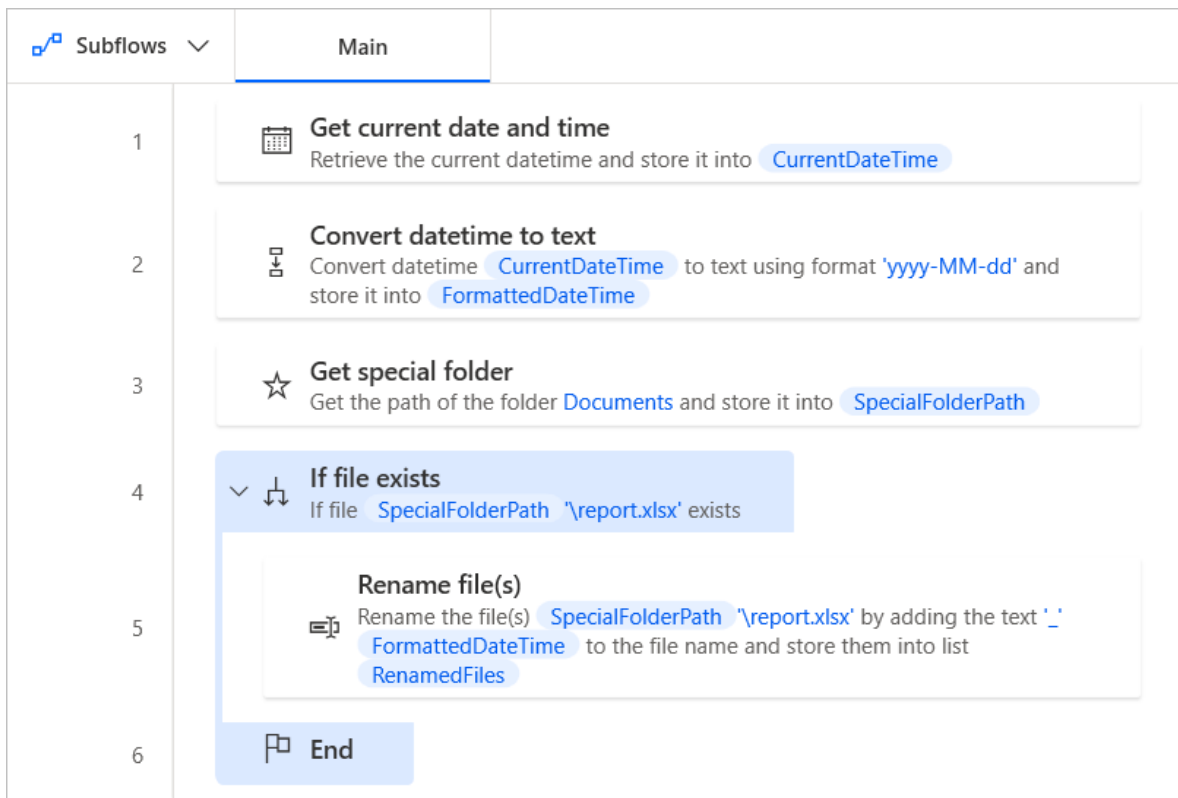 Subflows
Main
1
Get current date and time
Retrieve the current datetime and store it into CurrentDateTime
2
Convert datetime to text
Convert datetime CurrentDateTime to text using format 'yyyy-MM-dd' and
store it into FormattedDateTime
3
Get special folder
Get the path of the folder Documents and store it into SpecialFolderPath
4
If file exists
If file SpecialFolderPath '\report.xlsx' exists
5
Rename file(s)
Rename the file(s) SpecialFolderPath '\report.xlsx' by adding the text '_'
FormattedDateTime to the file name and store them into list
RenamedFiles
6
End